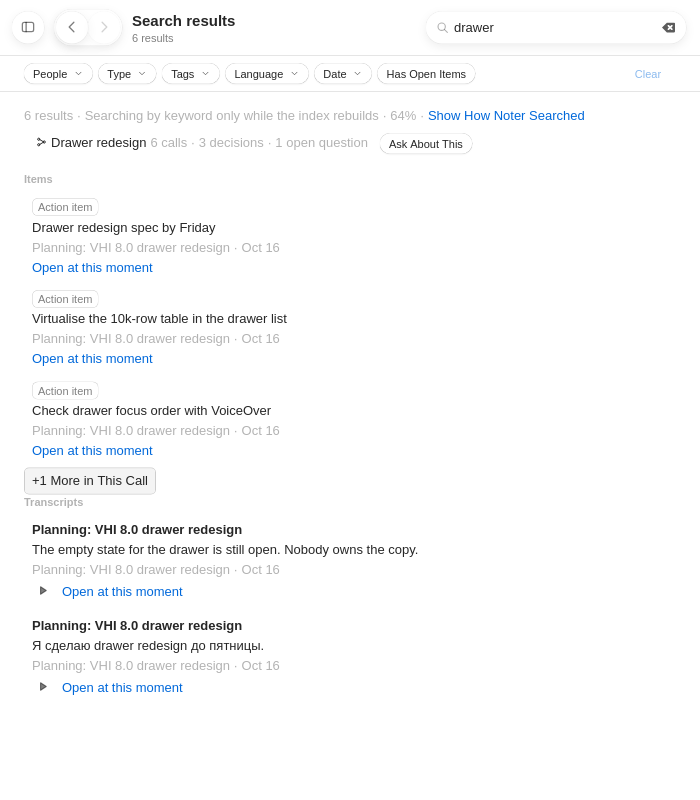 Search results
6 results
drawer
People
Type
Tags
Language
Date
Has Open Items
Clear
6 results · Searching by keyword only while the index rebuilds · 64% · Show How Noter Searched
Drawer redesign 6 calls · 3 decisions · 1 open question
Ask About This
Items
Action item
Drawer redesign spec by Friday
Planning: VHI 8.0 drawer redesign · Oct 16
Open at this moment
Action item
Virtualise the 10k-row table in the drawer list
Planning: VHI 8.0 drawer redesign · Oct 16
Open at this moment
Action item
Check drawer focus order with VoiceOver
Planning: VHI 8.0 drawer redesign · Oct 16
Open at this moment
+1 More in This Call
Transcripts
Planning: VHI 8.0 drawer redesign
The empty state for the drawer is still open. Nobody owns the copy.
Planning: VHI 8.0 drawer redesign · Oct 16
Open at this moment
Planning: VHI 8.0 drawer redesign
Я сделаю drawer redesign до пятницы.
Planning: VHI 8.0 drawer redesign · Oct 16
Open at this moment